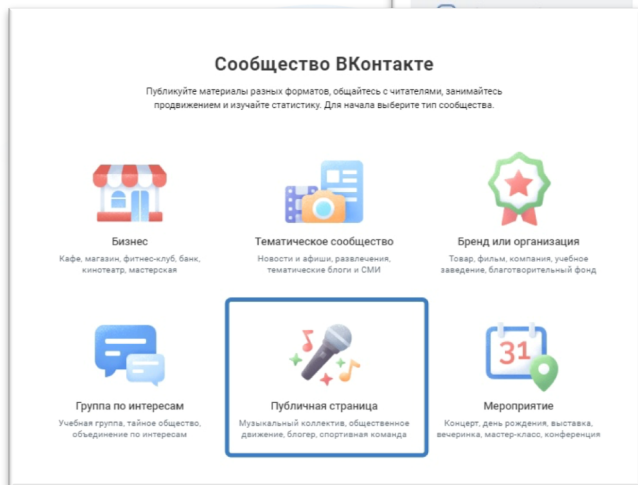 Сообщество ВКонтакте
Публикуйте материалы разных форматов, общайтесь с читателями, занимайтесь
продвижением и изучайте статистику. Для начала выберите тип сообщества.
Бизнес
Кафе, магазин, фитнес-клуб, банк,
кинотеатр, мастерская
Тематическое сообщество
Новости и афиши, развлечения,
тематические блоги и СМИ
Бренд или организация
Товар, фильм, компания, учебное
заведение, благотворительный фонд
31
Группа по интересам
Учебная группа, тайное общество,
объединение по интересам
Публичная страница
Музыкальный коллектив, общественное
движение, блогер, спортивная команда
Мероприятие
Концерт, день рождения, выставка,
вечеринка, мастер-класс, конференция